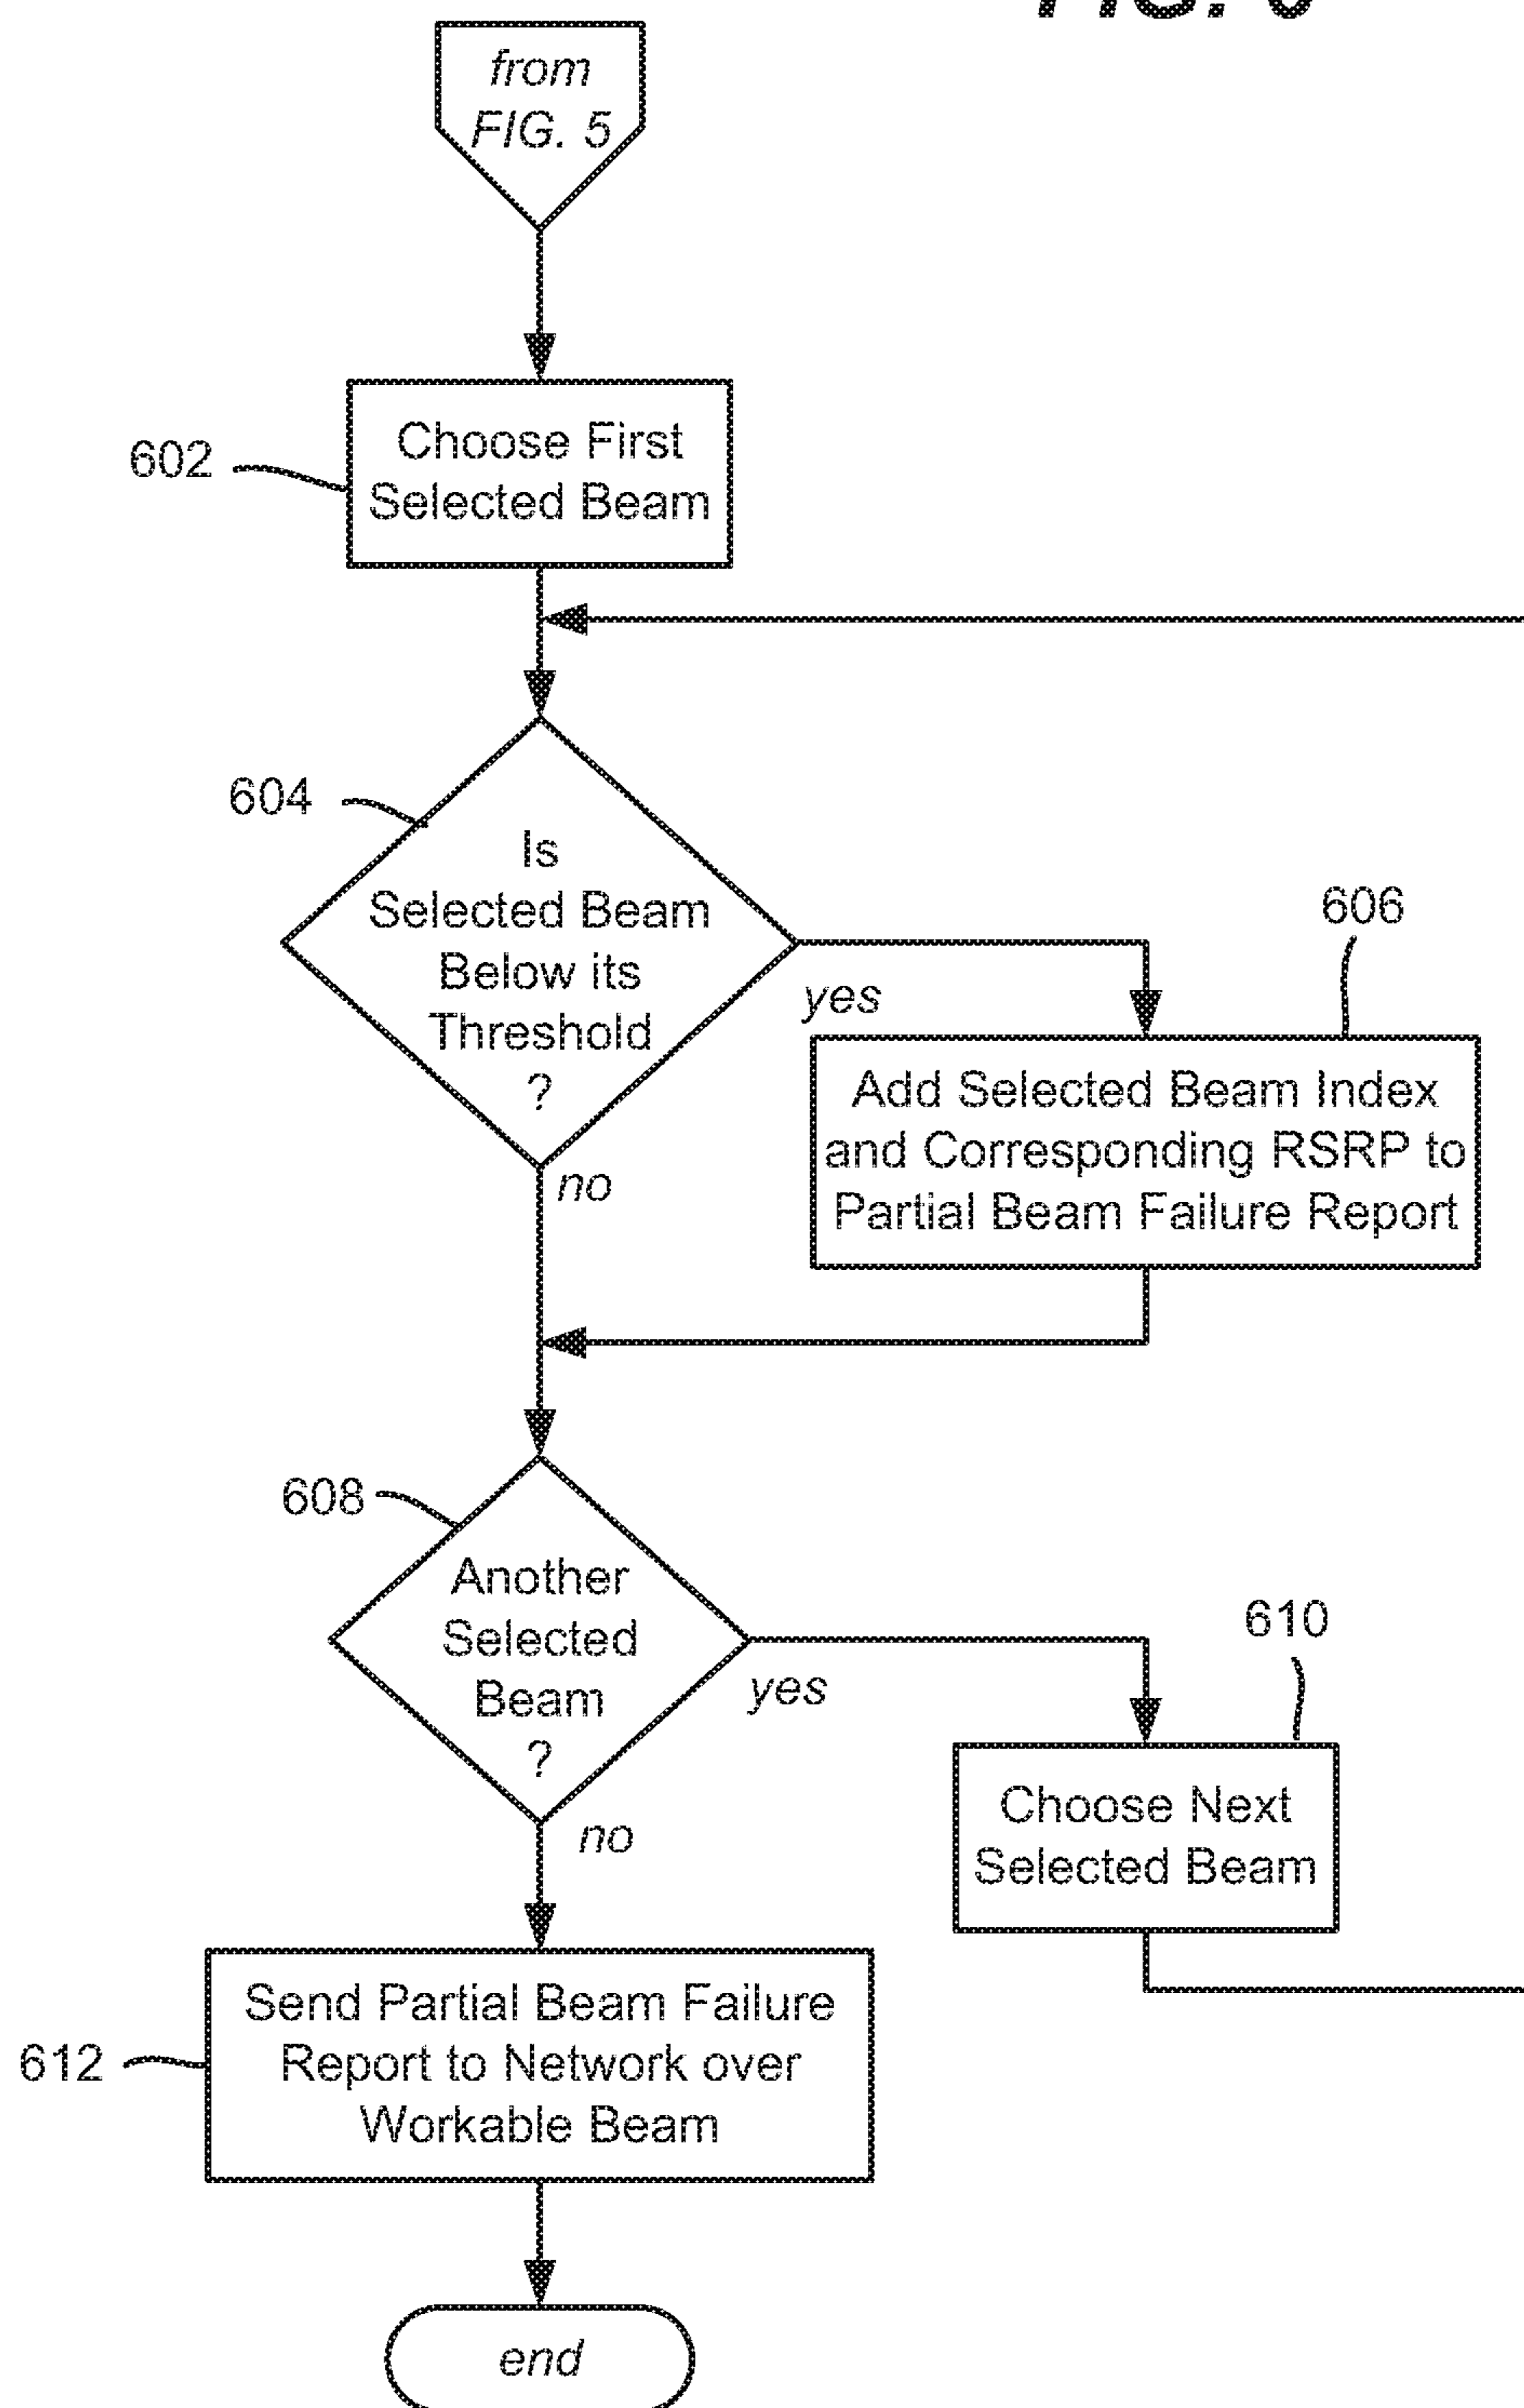 from
FIG. 5
602
Choose First
Selected Beam
604
Is
Selected Beam
Below its
Threshold
?
yes
606
Add Selected Beam Index
and Corresponding RSRP to
Partial Beam Failure Report
no
608
Another
Selected
Beam
?
yes
610
Choose Next
Selected Beam
no
612
Send Partial Beam Failure
Report to Network over
Workable Beam
end